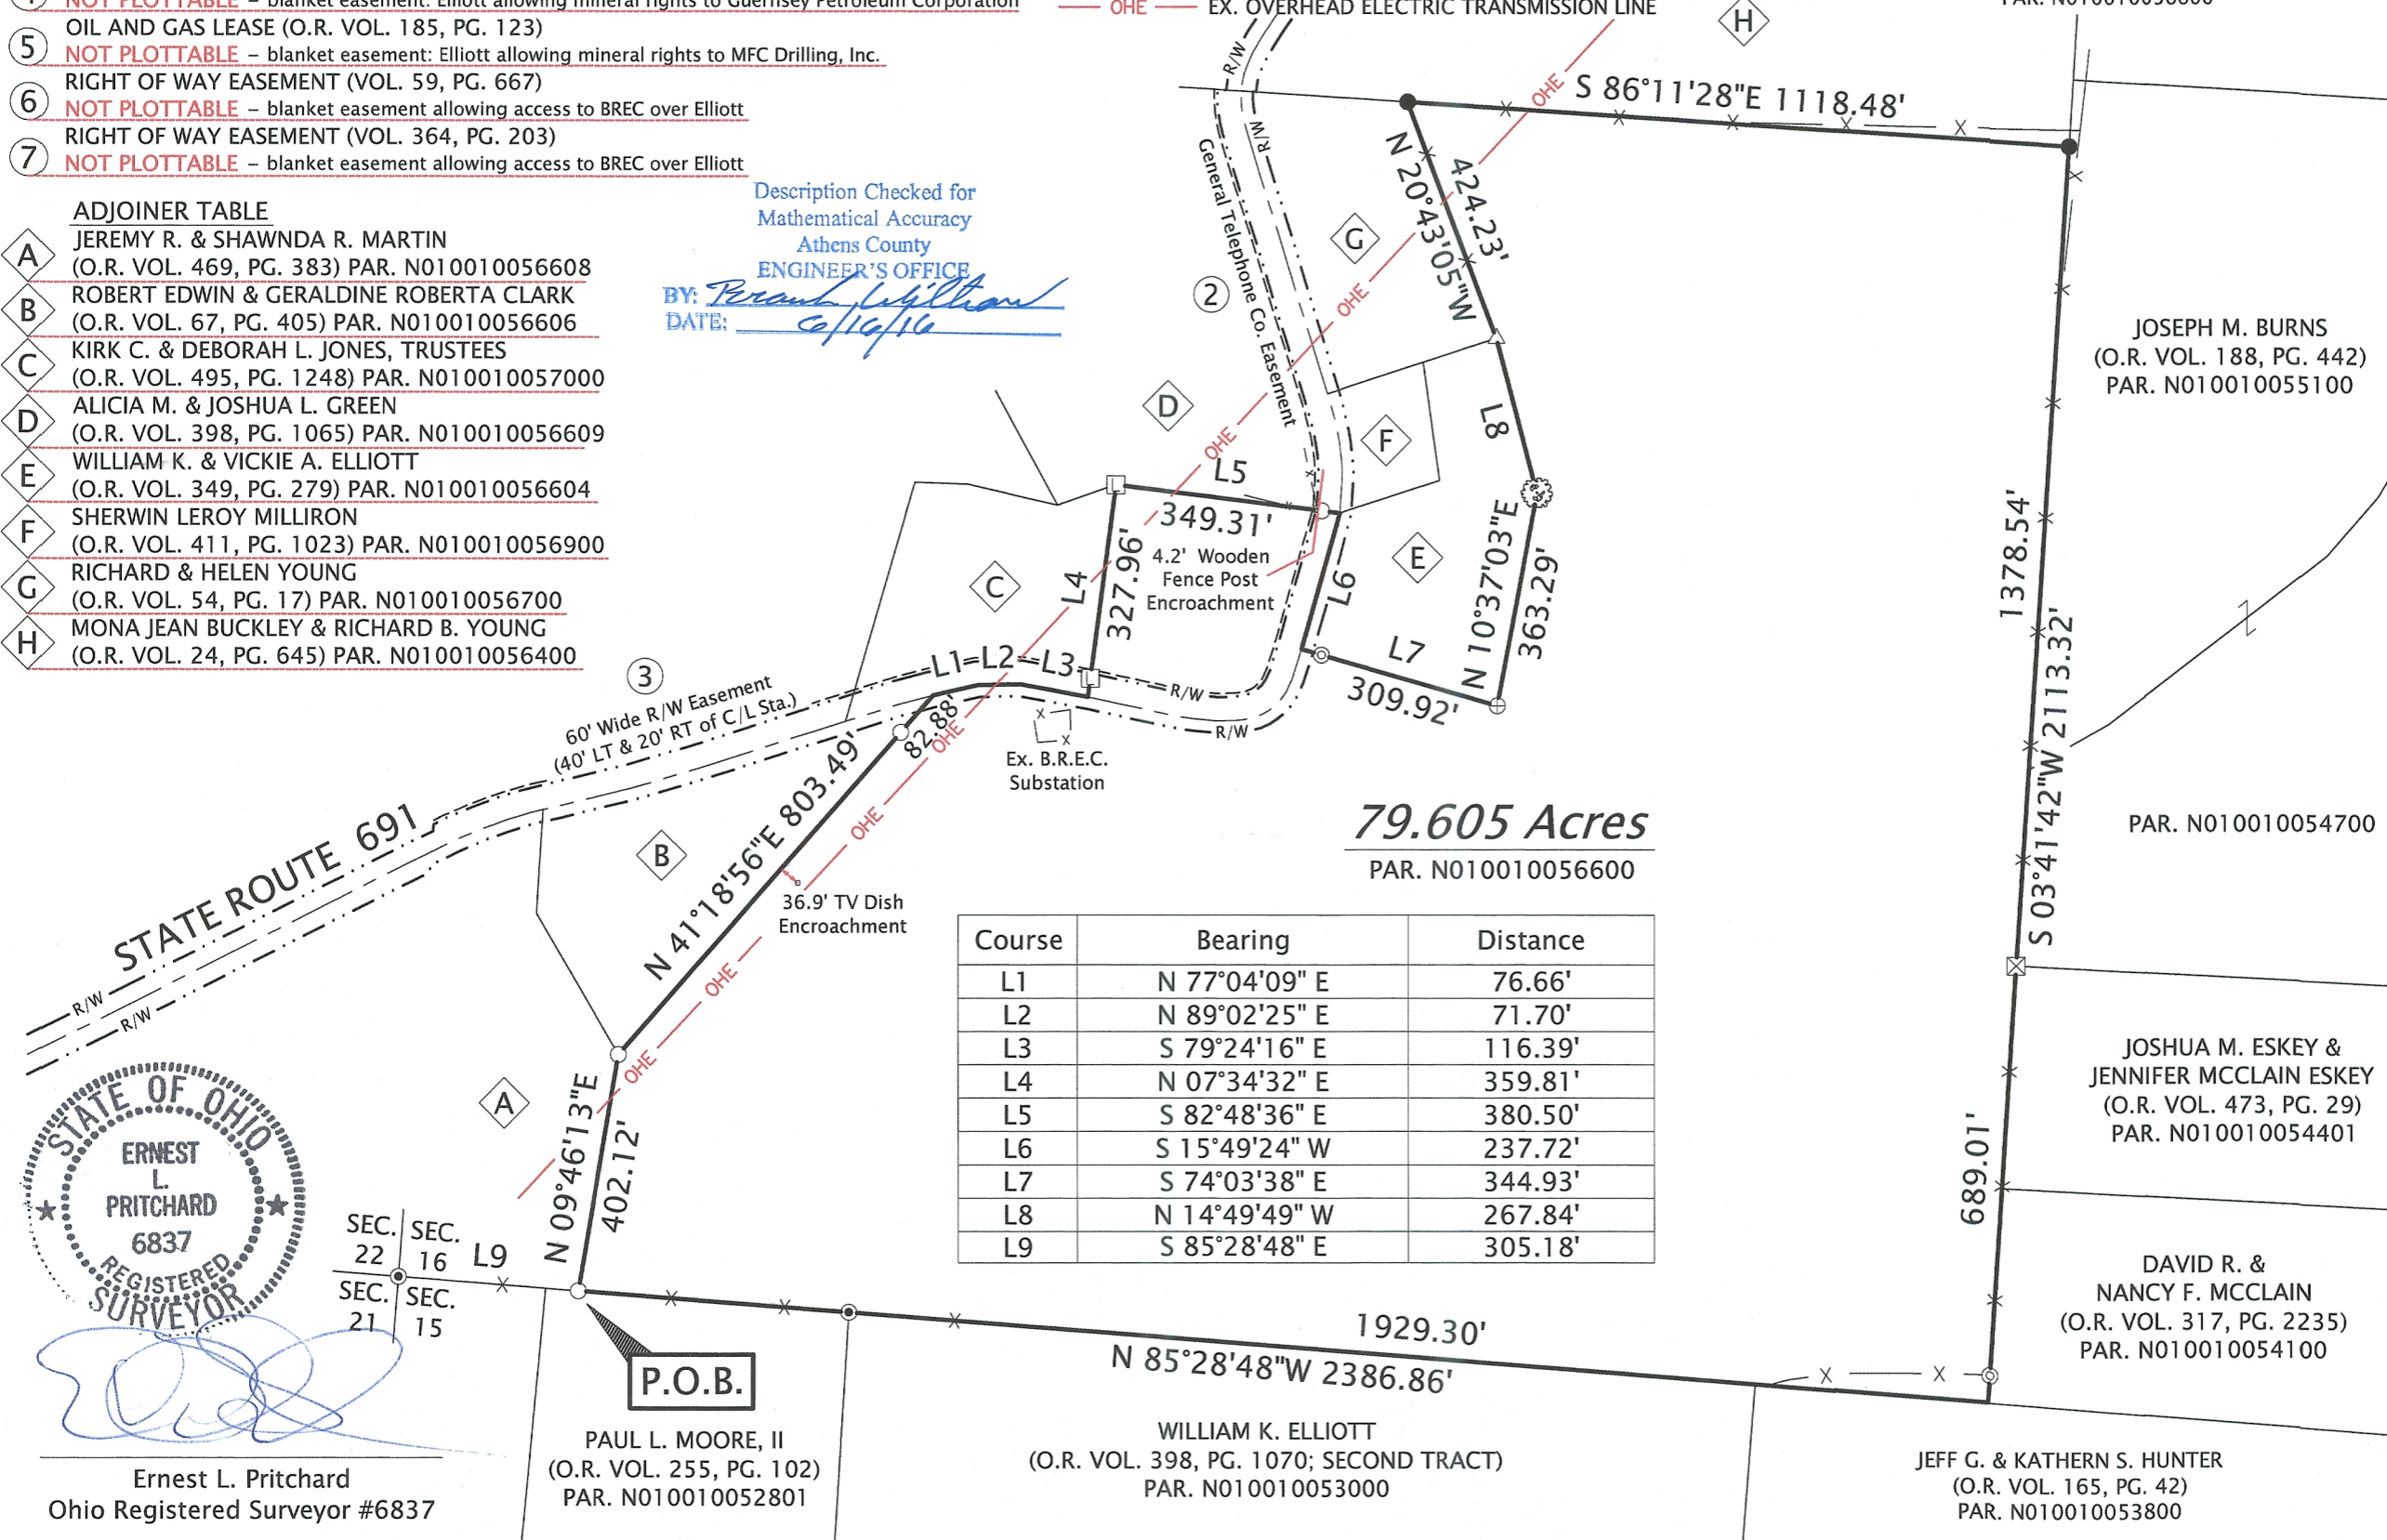 NOT PLOTTABLE – blanket easement: Elliott allowing mineral rights to Guernsey Petroleum Corporation
OIL AND GAS LEASE (O.R. VOL. 185, PG. 123)
5 NOT PLOTTABLE – blanket easement: Elliott allowing mineral rights to MFC Drilling, Inc.
RIGHT OF WAY EASEMENT (VOL. 59, PG. 667)
6 NOT PLOTTABLE – blanket easement allowing access to BREC over Elliott
RIGHT OF WAY EASEMENT (VOL. 364, PG. 203)
7 NOT PLOTTABLE – blanket easement allowing access to BREC over Elliott
OHE EX. OVERHEAD ELECTRIC TRANSMISSION LINE
ADJOINER TABLE
A JEREMY R. & SHAWNDA R. MARTIN
(O.R. VOL. 469, PG. 383) PAR. N010010056608
B ROBERT EDWIN & GERALDINE ROBERTA CLARK
(O.R. VOL. 67, PG. 405) PAR. N010010056606
C KIRK C. & DEBORAH L. JONES, TRUSTEES
(O.R. VOL. 495, PG. 1248) PAR. N010010057000
D ALICIA M. & JOSHUA L. GREEN
(O.R. VOL. 398, PG. 1065) PAR. N010010056609
E WILLIAM K. & VICKIE A. ELLIOTT
(O.R. VOL. 349, PG. 279) PAR. N010010056604
F SHERWIN LEROY MILLIRON
(O.R. VOL. 411, PG. 1023) PAR. N010010056900
G RICHARD & HELEN YOUNG
(O.R. VOL. 54, PG. 17) PAR. N010010056700
H MONA JEAN BUCKLEY & RICHARD B. YOUNG
(O.R. VOL. 24, PG. 645) PAR. N010010056400
Description Checked for
Mathematical Accuracy
Athens County
ENGINEER'S OFFICE
BY:
DATE: 6/16/16
H
S 86°11'28"E 1118.48'
OHE
R/W
R/W
General Telephone Co. Easement
2
G
N 20°43'05"W
424.23'
OHE
D
OHE
F
L8
L5
349.31'
4.2' Wooden
Fence Post
Encroachment
E
L6
N 10°37'03"E
363.29'
L7
309.92'
C
L4
327.96'
L1
L2
L3
R/W
R/W
3
60' Wide R/W Easement
(40' LT & 20' RT of C/L Sta.)
82.88'
OHE
Ex. B.R.E.C.
Substation
STATE ROUTE 691
R/W
R/W
B
N 41°18'56"E 803.49'
OHE
36.9' TV Dish
Encroachment
OHE
OHE
A
N 09°46'13"E
402.12'
JOSEPH M. BURNS
(O.R. VOL. 188, PG. 442)
PAR. N010010055100
1378.54'
S 03°41'42"W 2113.32'
PAR. N010010054700
79.605 Acres
PAR. N010010056600
Course Bearing Distance
L1 N 77°04'09" E 76.66'
L2 N 89°02'25" E 71.70'
L3 S 79°24'16" E 116.39'
L4 N 07°34'32" E 359.81'
L5 S 82°48'36" E 380.50'
L6 S 15°49'24" W 237.72'
L7 S 74°03'38" E 344.93'
L8 N 14°49'49" W 267.84'
L9 S 85°28'48" E 305.18'
JOSHUA M. ESKEY &
JENNIFER MCCLAIN ESKEY
(O.R. VOL. 473, PG. 29)
PAR. N010010054401
689.01'
DAVID R. &
NANCY F. MCCLAIN
(O.R. VOL. 317, PG. 2235)
PAR. N010010054100
STATE OF OHIO
ERNEST
L.
PRITCHARD
6837
REGISTERED
SURVEYOR
SEC. 22
SEC. 16
SEC. 21
SEC. 15
L9
P.O.B.
1929.30'
N 85°28'48"W 2386.86'
Ernest L. Pritchard
Ohio Registered Surveyor #6837
PAUL L. MOORE, II
(O.R. VOL. 255, PG. 102)
PAR. N010010052801
WILLIAM K. ELLIOTT
(O.R. VOL. 398, PG. 1070; SECOND TRACT)
PAR. N010010053000
JEFF G. & KATHERN S. HUNTER
(O.R. VOL. 165, PG. 42)
PAR. N010010053800